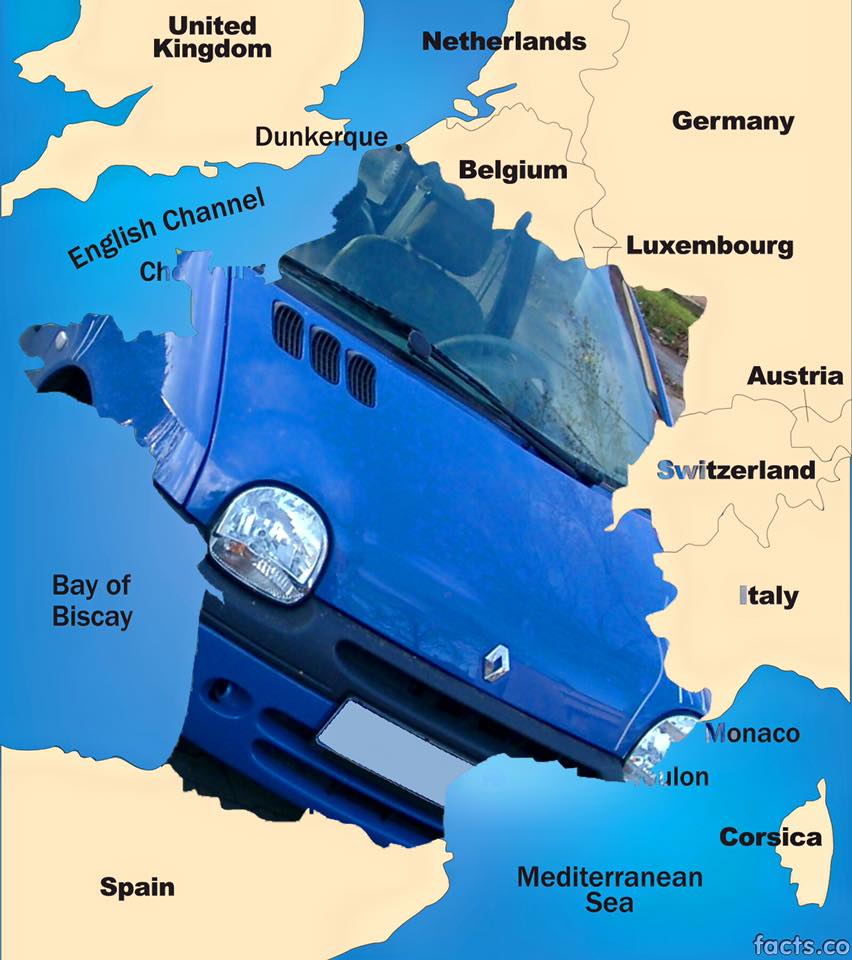 United
Kingdom
Netherlands
Germany
Dunkerque
Belgium
English Channel
Luxembourg
Austria
Switzerland
Bay of
Biscay
Italy
Monaco
Corsica
Mediterranean
Sea
Spain
facts.co